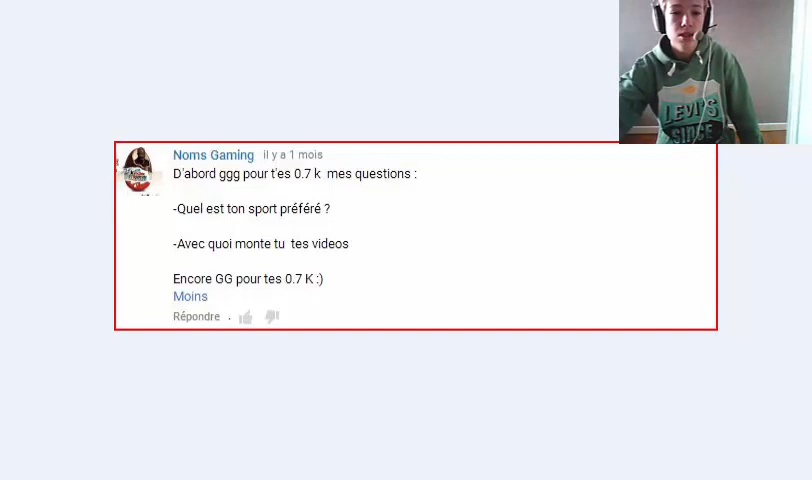 LEVI'S
SINCE
Noms Gaming il y a 1 mois
D'abord ggg pour t'es 0.7 k mes questions :
-Quel est ton sport préféré ?
-Avec quoi monte tu tes videos
Encore GG pour tes 0.7 K :)
Moins
Répondre .